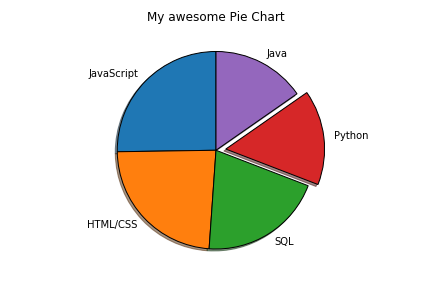 My awesome Pie Chart
Java
JavaScript
Python
HTML/CSS
SQL